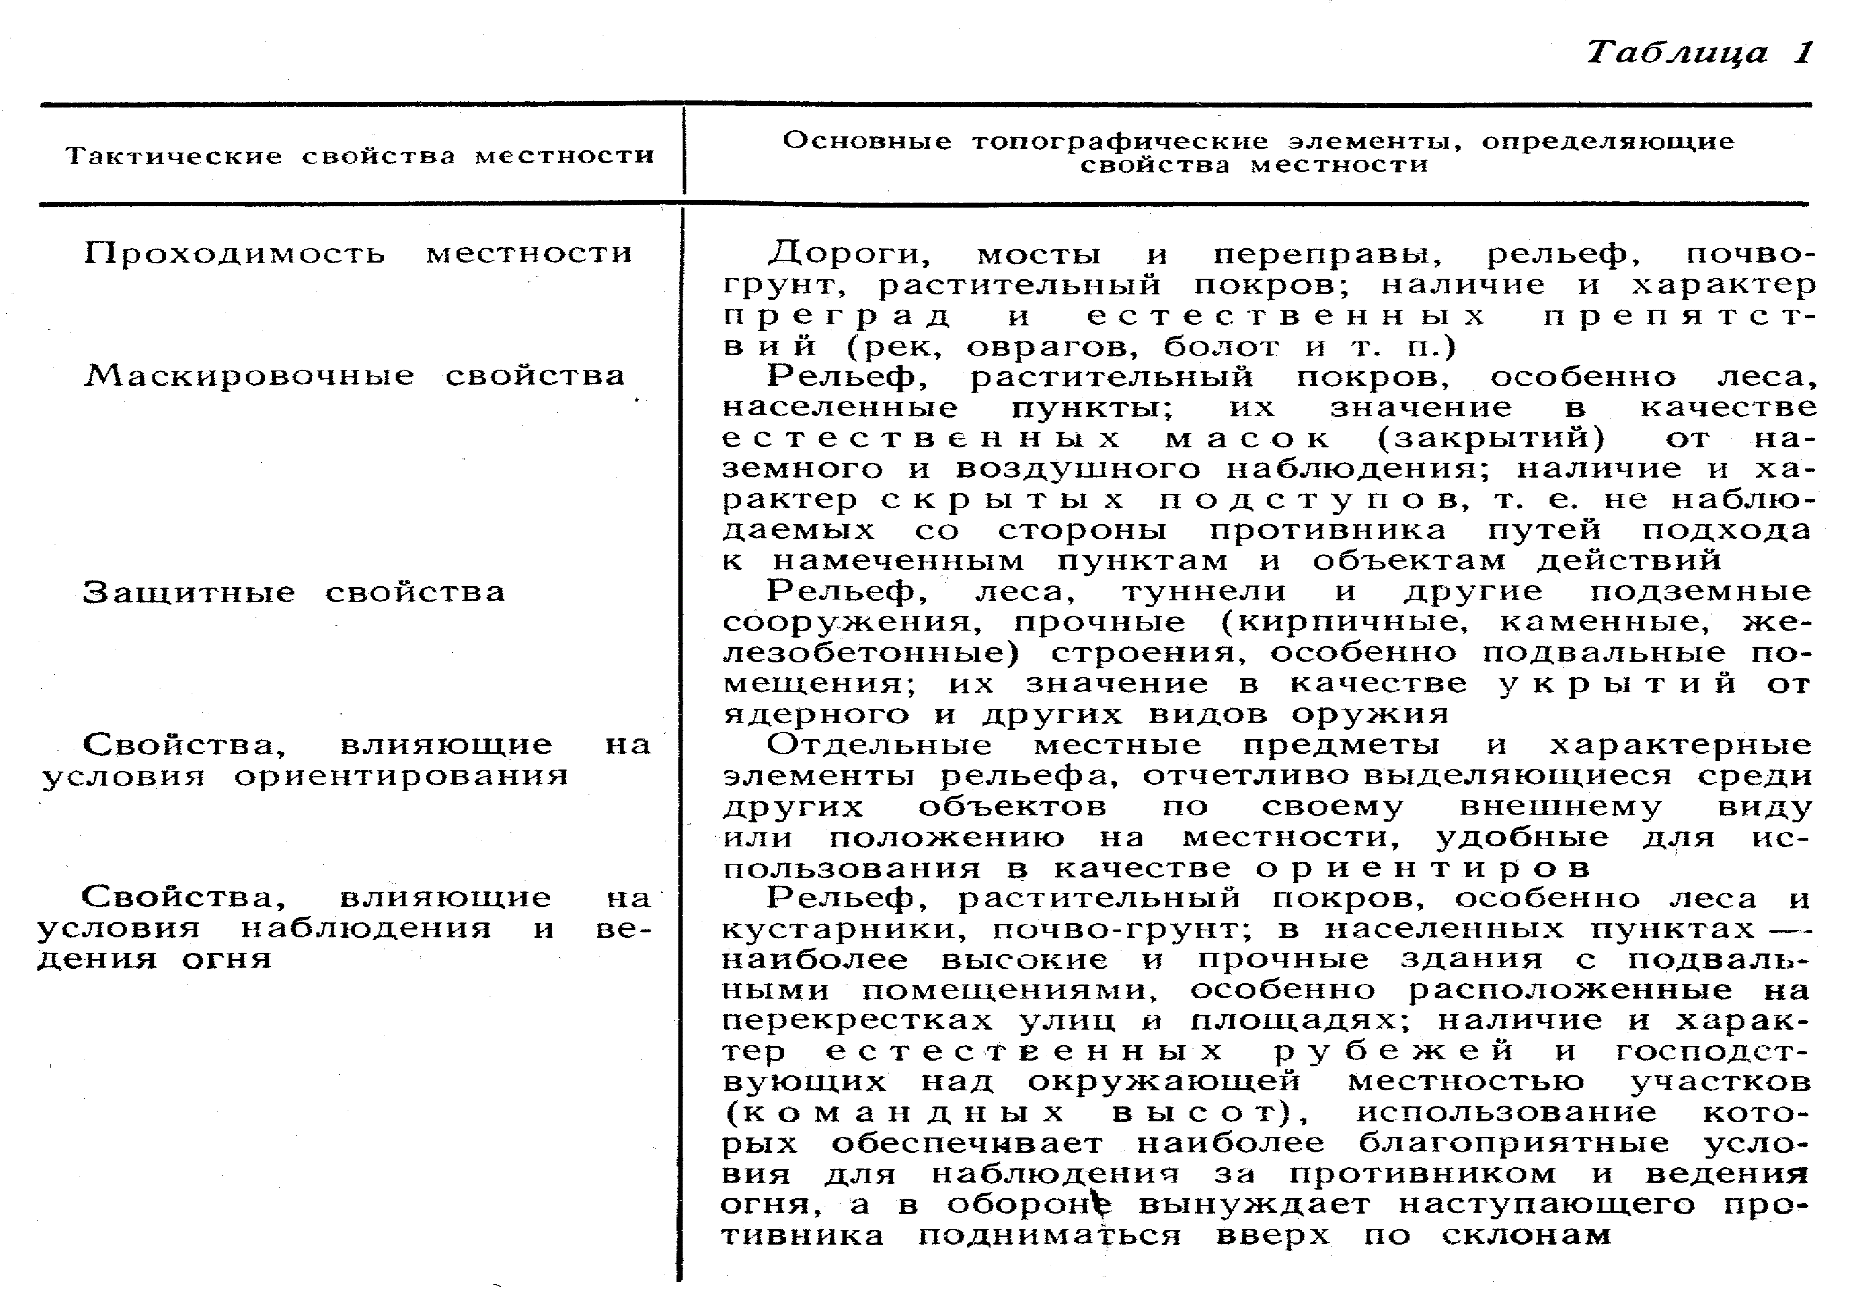 Таблица 1
Тактические свойства местности
Основные топографические элементы, определяющие
свойства местности
Проходимость местности
Дороги, мосты и переправы, рельеф, почво-
грунт, растительный покров; наличие и характер
преград и естественных препятст-
вий (рек, оврагов, болот и т. п.)
Маскировочные свойства
Рельеф, растительный покров, особенно леса,
населенные пункты; их значение в качестве
естественных масок (закрытий) от на-
земного и воздушного наблюдения; наличие и ха-
рактер скрытых подступов, т. е. не наблю-
даемых со стороны противника путей подхода
к намеченным пунктам и объектам действий
Защитные свойства
Рельеф, леса, туннели и другие подземные
сооружения, прочные (кирпичные, каменные, же-
лезобетонные) строения, особенно подвальные по-
мещения; их значение в качестве укрытий от
ядерного и других видов оружия
Свойства, влияющие на
условия ориентирования
Отдельные местные предметы и характерные
элементы рельефа, отчетливо выделяющиеся среди
других объектов по своему внешнему виду
или положению на местности, удобные для ис-
пользования в качестве ориентиров
Свойства, влияющие на
условия наблюдения и ве-
дения огня
Рельеф, растительный покров, особенно леса и
кустарники, почво-грунт; в населенных пунктах —
наиболее высокие и прочные здания с подваль-
ными помещениями, особенно расположенные на
перекрестках улиц и площадях; наличие и харак-
тер естественных рубежей и господст-
вующих над окружающей местностью участков
(командных высот), использование кото-
рых обеспечивает наиболее благоприятные усло-
вия для наблюдения за противником и ведения
огня, а в обороне вынуждает наступающего про-
тивника подниматься вверх по склонам